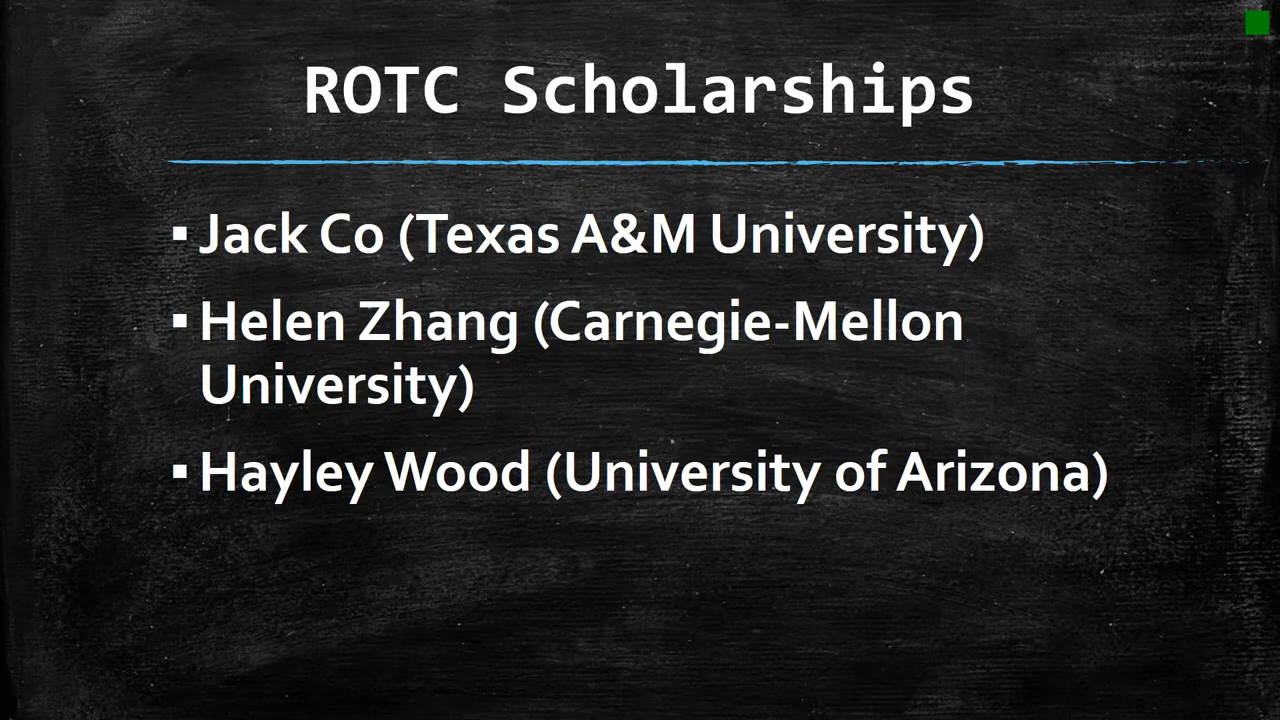 ROTC Scholarships
▪ Jack Co (Texas A&M University)
▪ Helen Zhang (Carnegie-Mellon
University)
▪ Hayley Wood (University of Arizona)